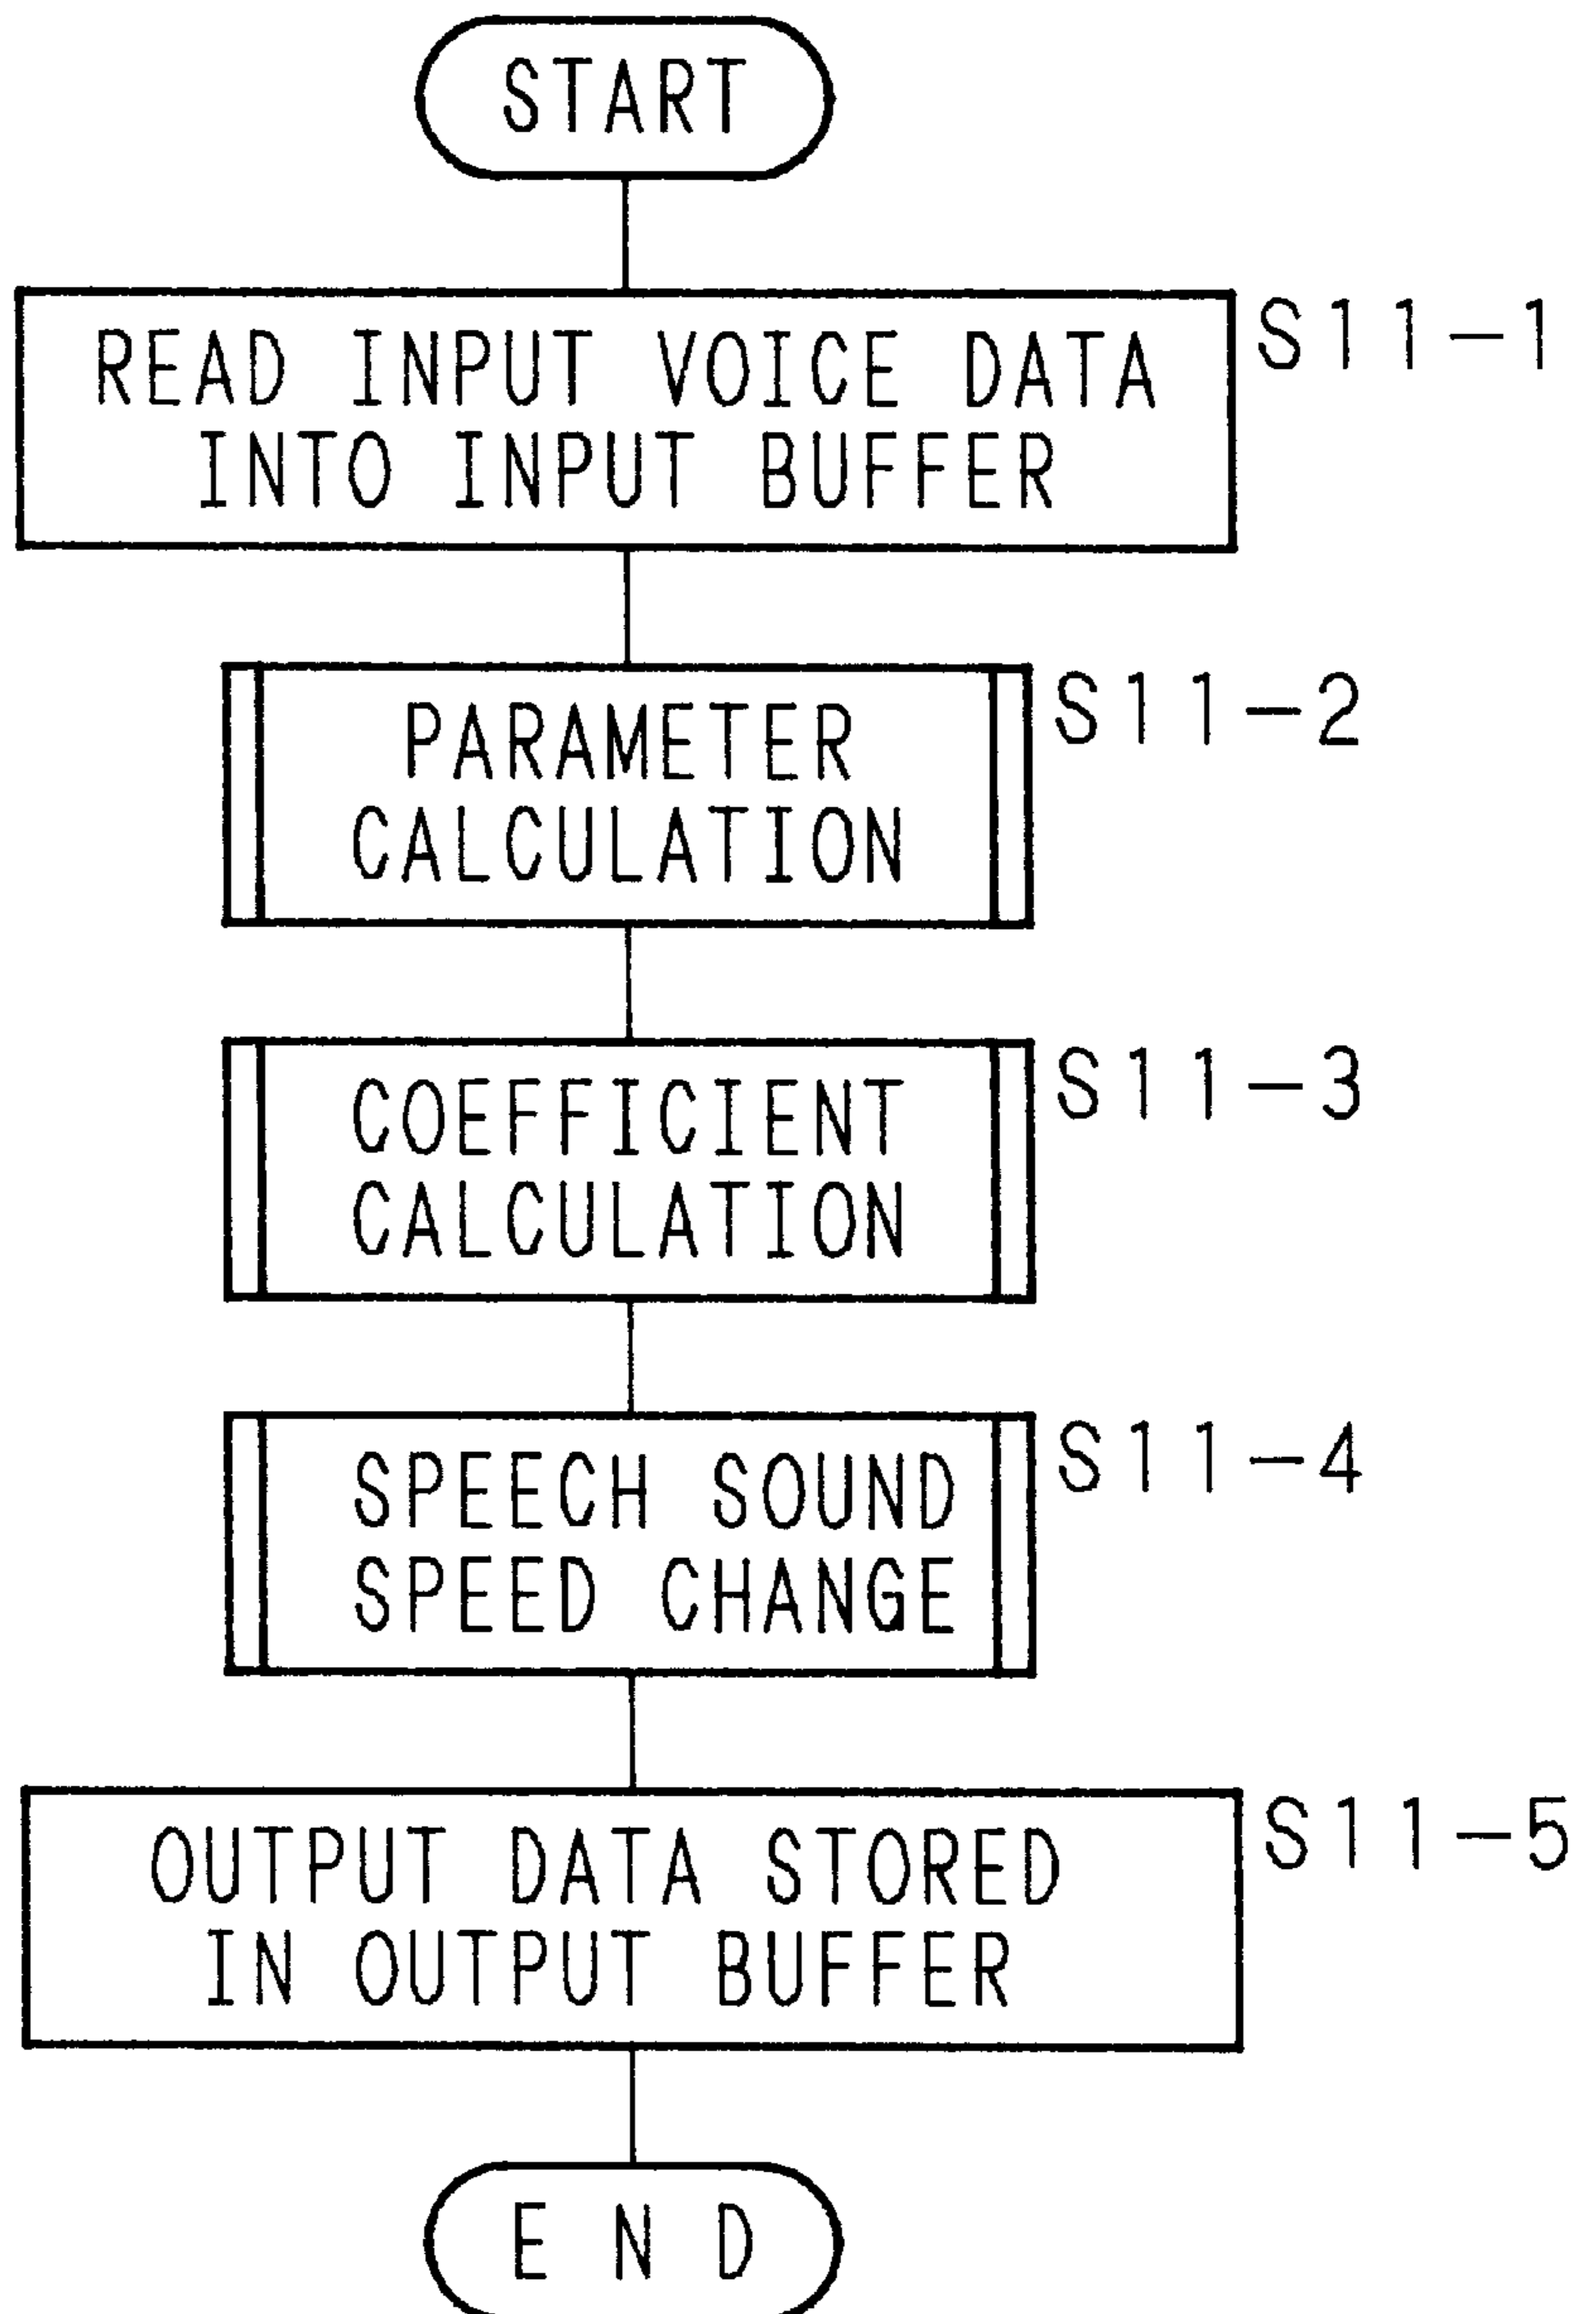 START
READ INPUT VOICE DATA
INTO INPUT BUFFER
S11-1
PARAMETER
CALCULATION
S11-2
COEFFICIENT
CALCULATION
S11-3
SPEECH SOUND
SPEED CHANGE
S11-4
OUTPUT DATA STORED
IN OUTPUT BUFFER
S11-5
END